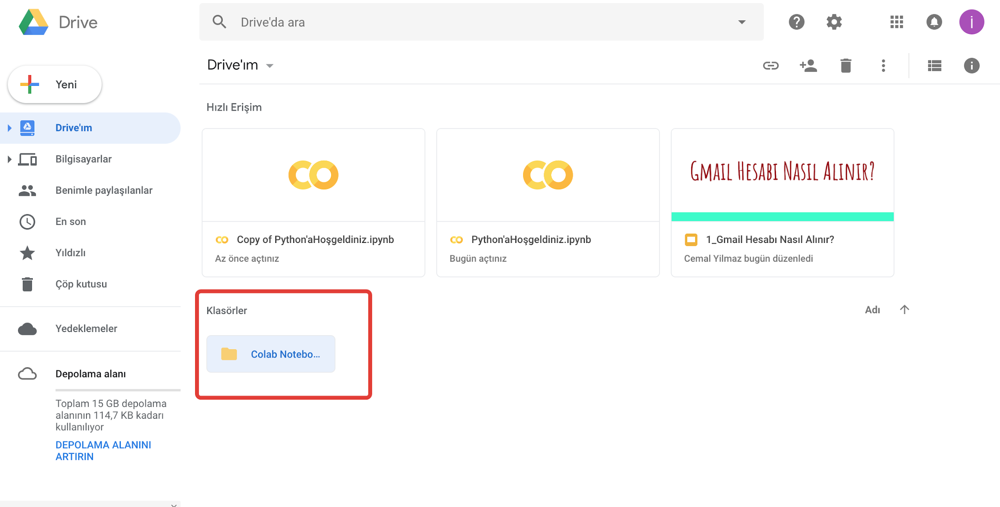 Drive
Drive'da ara
i
Drive'ım
Yeni
Hızlı Erişim
Drive'ım
Bilgisayarlar
Benimle paylaşılanlar
En son
Yıldızlı
Çöp kutusu
Yedeklemeler
Depolama alanı
Toplam 15 GB depolama
alanının 114,7 KB kadarı
kullanılıyor
DEPOLAMA ALANINI
ARTIRIN
Copy of Python'aHoşgeldiniz.ipynb
Az önce açtınız
Python'aHoşgeldiniz.ipynb
Bugün açtınız
GMAIL HESABI NASIL ALINIR?
1_Gmail Hesabı Nasıl Alınır?
Cemal Yilmaz bugün düzenledi
Klasörler
Adı
Colab Notebo...